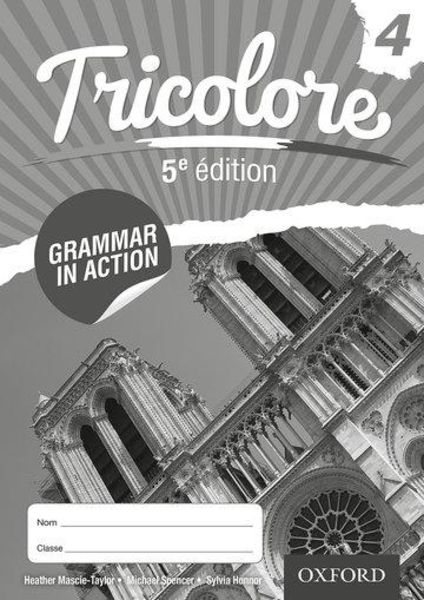 4
Tricolore
5e édition
GRAMMAR
IN ACTION
Nom
Classe
Heather Mascie-Taylor • Michael Spencer • Sylvia Honnor
OXFORD